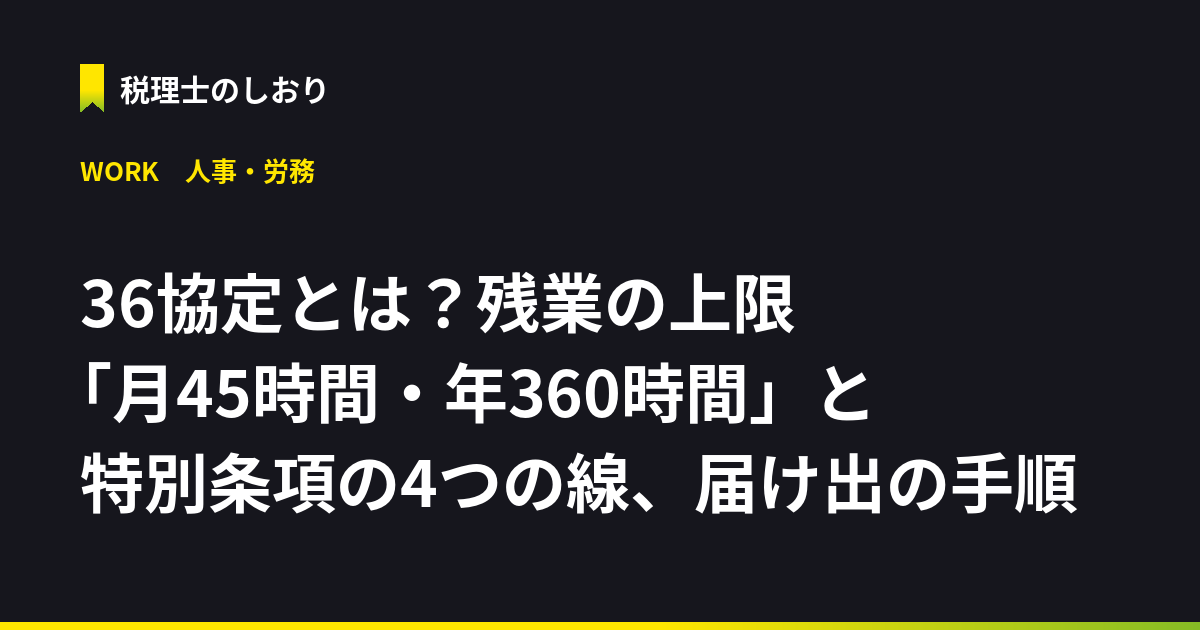 税理士のしおり
WORK 人事・労務
36協定とは？残業の上限
「月45時間・年360時間」と
特別条項の4つの線、届け出の手順